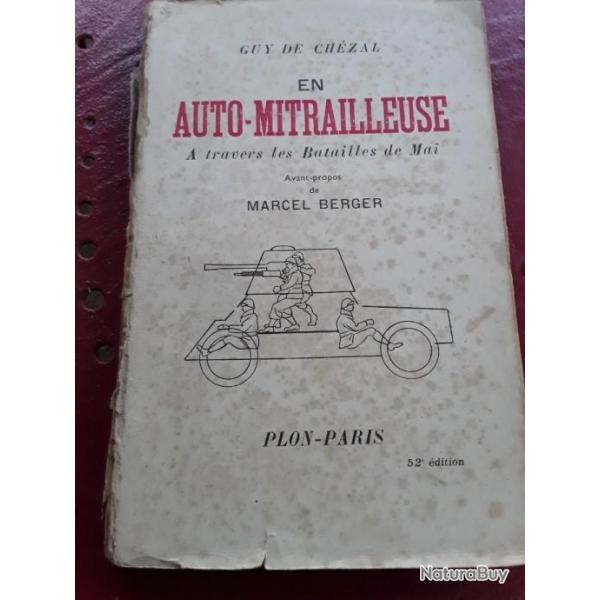 GUY DE CHÉZAL
EN
AUTO-MITRAILLEUSE
A travers les Batailles de Mai
Avant-propos
de
MARCEL BERGER
PLON-PARIS
52e édition
NaturaBuy